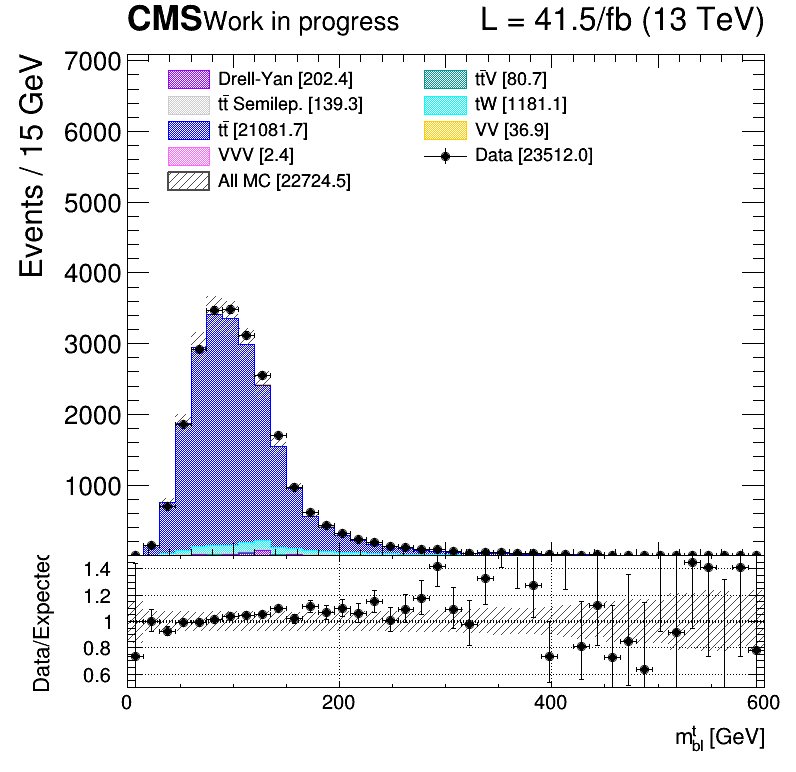 CMS Work in progress L = 41.5/fb (13 TeV)
Events / 15 GeV
7000
6000
5000
4000
3000
2000
1000
Drell-Yan [202.4]
tt̄ Semilep. [139.3]
tt̄ [21081.7]
VVV [2.4]
All MC [22724.5]
tt̄V [80.7]
tW [1181.1]
VV [36.9]
Data [23512.0]
Data/Expected
1.4
1.2
1
0.8
0.6
0 200 400 600
m^t_bl [GeV]